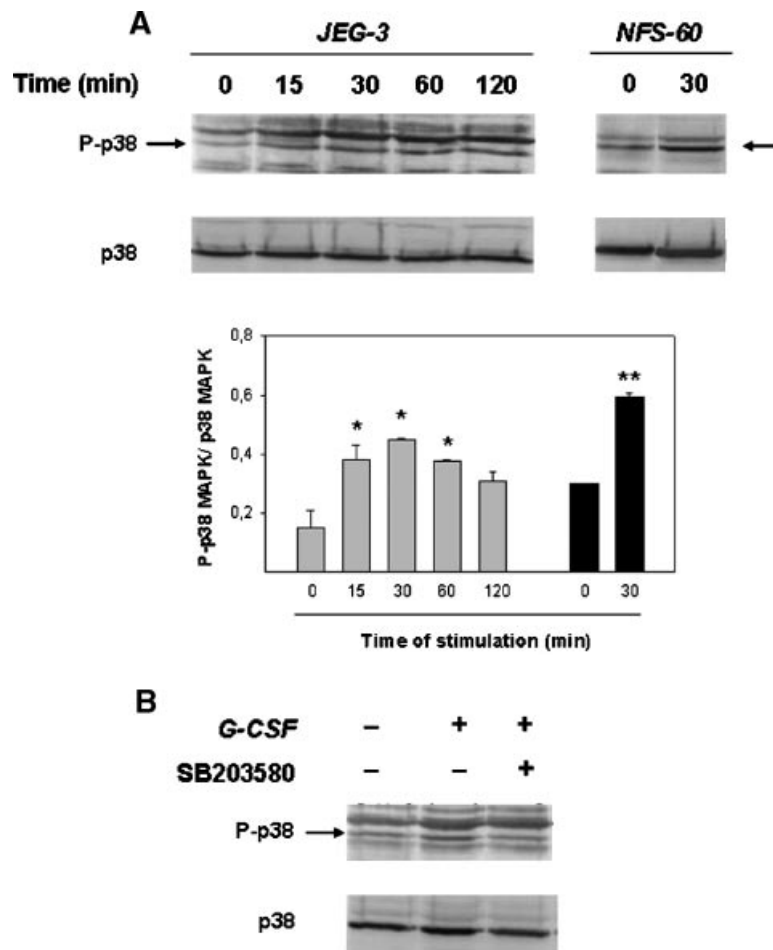 A
JEG-3 NFS-60
Time (min) 0 15 30 60 120 0 30
P-p38
p38
P-p38 MAPK/ p38 MAPK
0,8
0,6
0,4
0,2
* * * **
0 15 30 60 120 0 30
Time of stimulation (min)
B
G-CSF – + +
SB203580 – – +
P-p38
p38